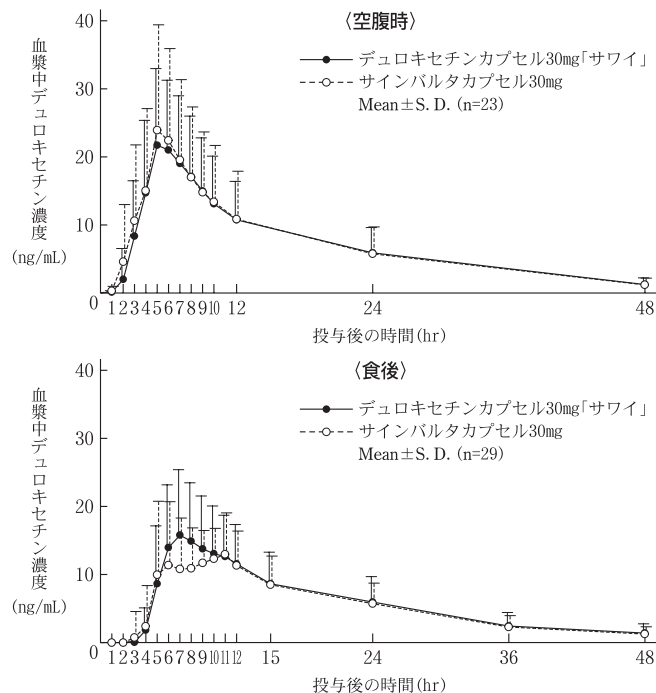 〈空腹時〉
血漿中デュロキセチン濃度
(ng/mL)
40
30
20
10
0
デュロキセチンカプセル30mg「サワイ」
サインバルタカプセル30mg
Mean±S. D. (n=23)
1 2 3 4 5 6 7 8 9 10 12 24 48
投与後の時間(hr)
〈食後〉
血漿中デュロキセチン濃度
(ng/mL)
40
30
20
10
0
デュロキセチンカプセル30mg「サワイ」
サインバルタカプセル30mg
Mean±S. D. (n=29)
1 2 3 4 5 6 7 8 9 10 11 12 15 24 36 48
投与後の時間(hr)